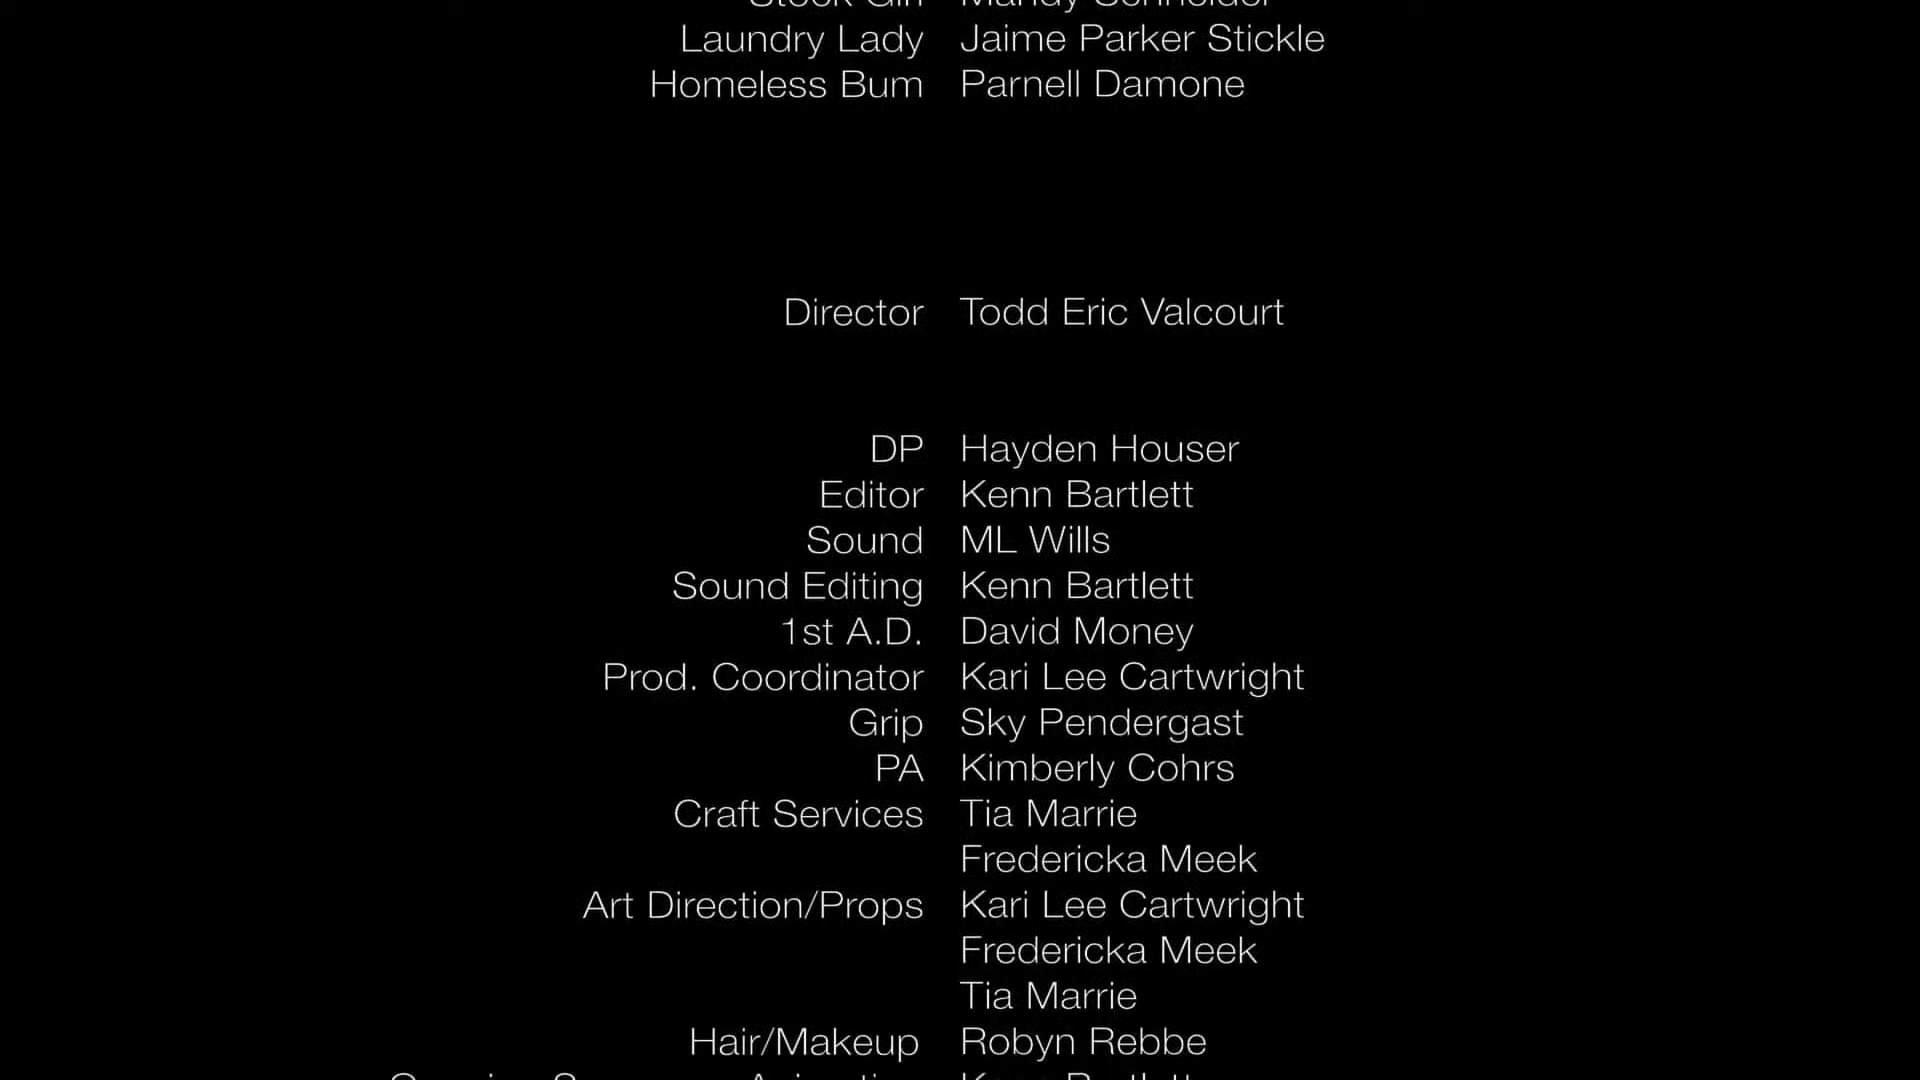 Laundry Lady Jaime Parker Stickle
Homeless Bum Parnell Damone
Director Todd Eric Valcourt
DP Hayden Houser
Editor Kenn Bartlett
Sound ML Wills
Sound Editing Kenn Bartlett
1st A.D. David Money
Prod. Coordinator Kari Lee Cartwright
Grip Sky Pendergast
PA Kimberly Cohrs
Craft Services Tia Marrie
Fredericka Meek
Art Direction/Props Kari Lee Cartwright
Fredericka Meek
Tia Marrie
Hair/Makeup Robyn Rebbe